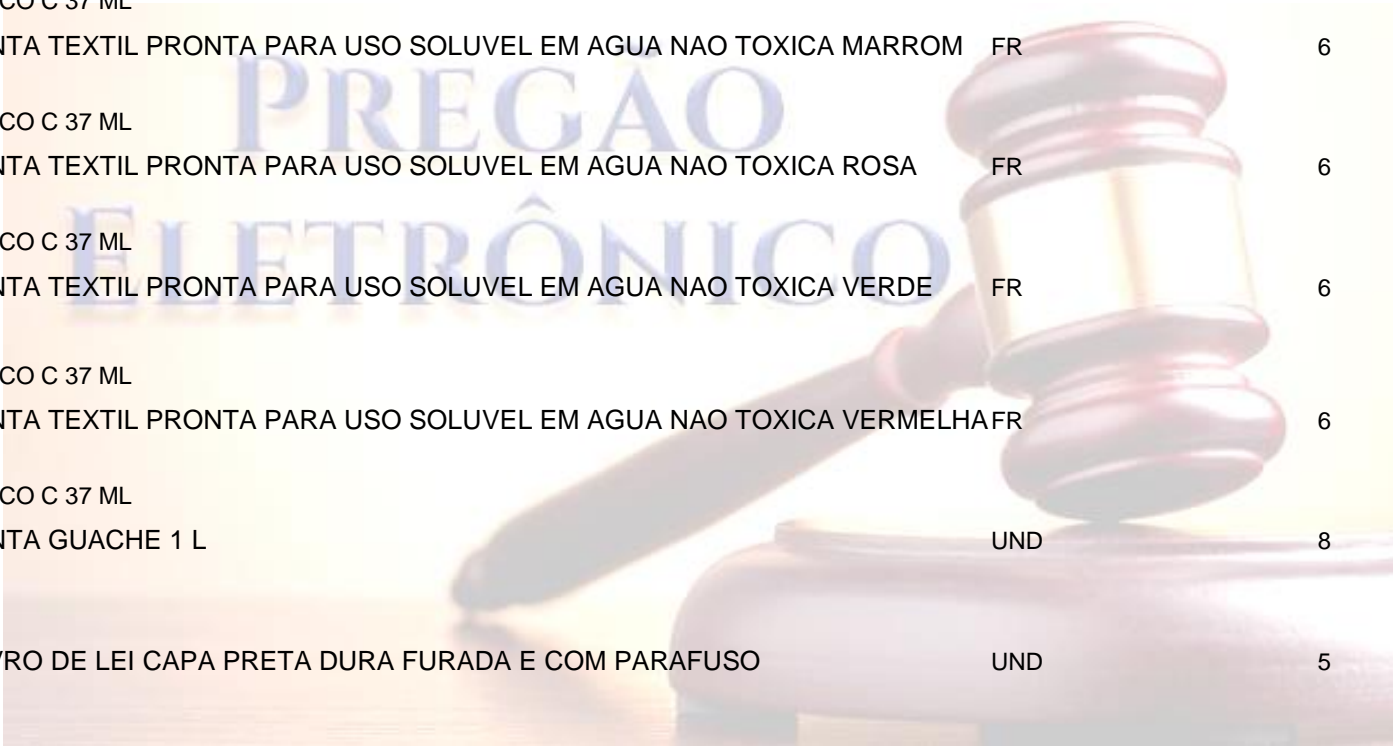 CO C 37 ML
NTA TEXTIL PRONTA PARA USO SOLUVEL EM AGUA NAO TOXICA MARROM FR 6
PREGÃO
CO C 37 ML
NTA TEXTIL PRONTA PARA USO SOLUVEL EM AGUA NAO TOXICA ROSA FR 6
CO C 37 ML
ELETRÔNICO
NTA TEXTIL PRONTA PARA USO SOLUVEL EM AGUA NAO TOXICA VERDE FR 6
CO C 37 ML
NTA TEXTIL PRONTA PARA USO SOLUVEL EM AGUA NAO TOXICA VERMELHA FR 6
CO C 37 ML
NTA GUACHE 1 L UND 8
VRO DE LEI CAPA PRETA DURA FURADA E COM PARAFUSO UND 5